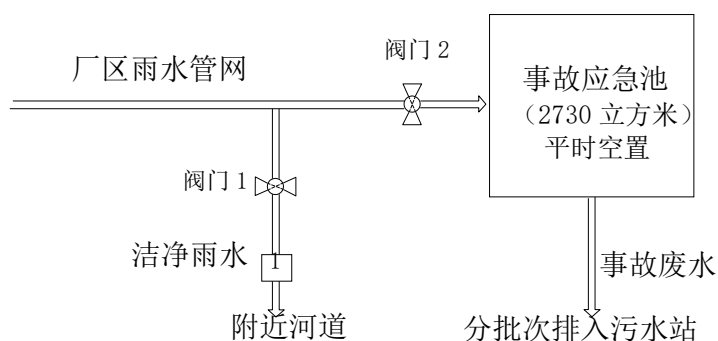 阀门 2
厂区雨水管网
事故应急池
（2730 立方米）
平时空置
阀门 1
洁净雨水
1
事故废水
附近河道
分批次排入污水站